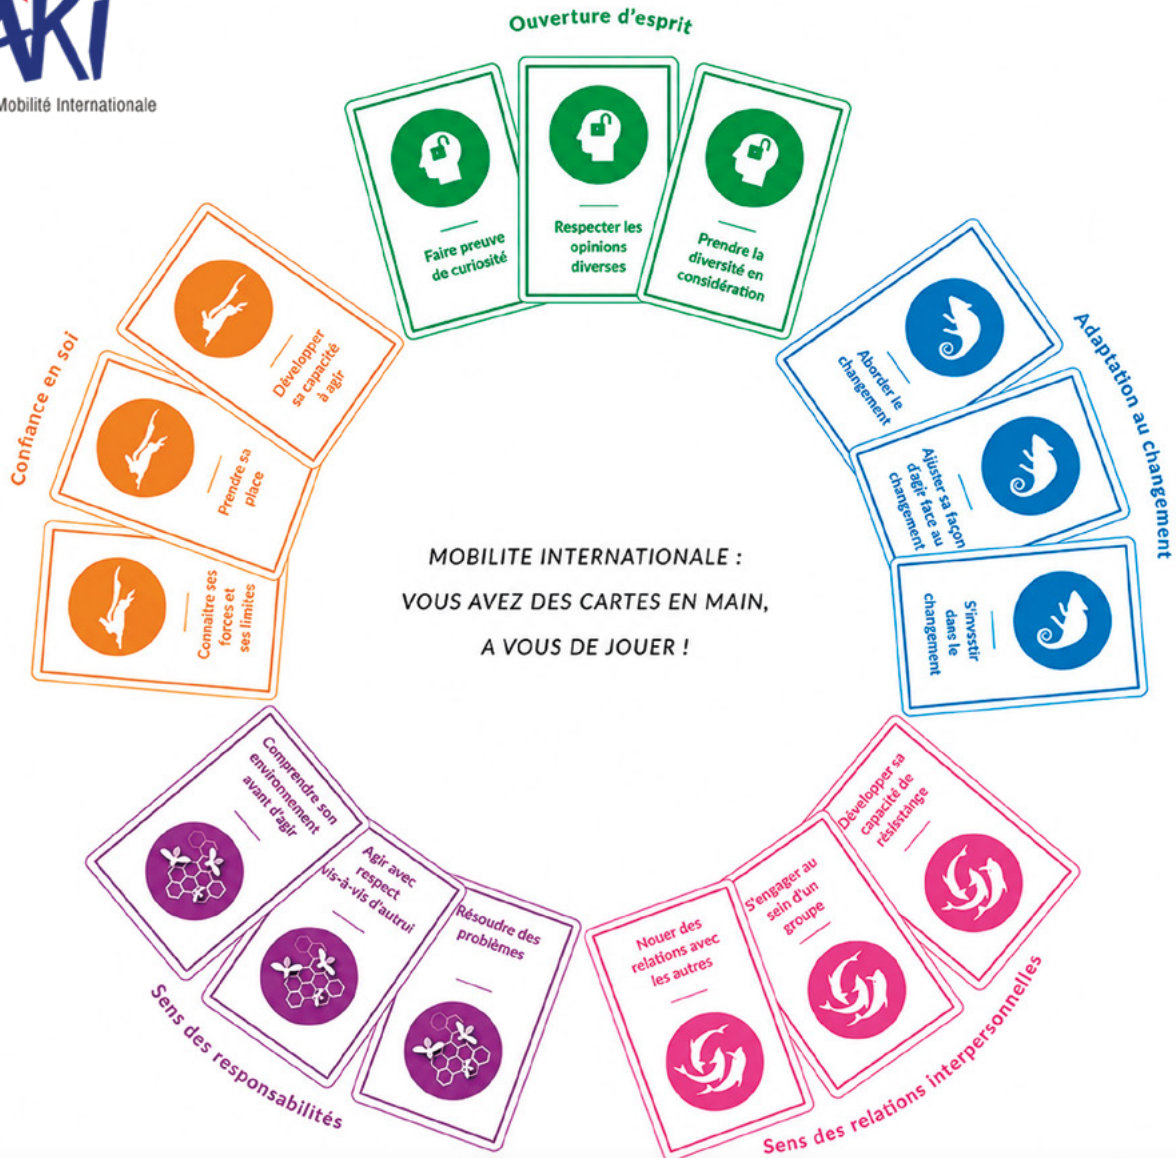 AKI
Mobilité Internationale
Ouverture d'esprit
Faire preuve
de curiosité
Respecter les
opinions
diverses
Prendre la
diversité en
considération
Adaptation au changement
Aborder le
changement
Ajuster sa façon
d'agir face au
changement
S'invsstir
dans le
changement
Sens des relations interpersonnelles
Développer sa
capacité de
résistànçe
S'engager au
sein d'un
groupe
Nouer des
relations avec
les autres
Sens des responsabilités
Résoudre des
problèmes
Agir avec
respect
vis-à-vis d'autrui
Comprendre son
environnement
avant d'agir
Confiance en soi
Connaitre ses
forces et
ses limites
Prendre sa
place
Développer
sa capacité
à agir
MOBILITE INTERNATIONALE :
VOUS AVEZ DES CARTES EN MAIN,
A VOUS DE JOUER !